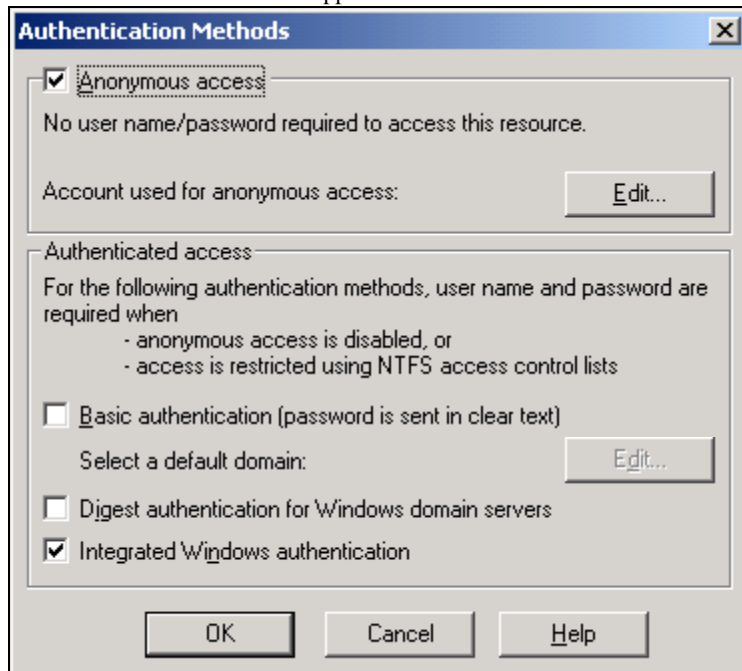 Authentication Methods
Anonymous access
No user name/password required to access this resource.
Account used for anonymous access:
Edit...
Authenticated access
For the following authentication methods, user name and password are
required when
- anonymous access is disabled, or
- access is restricted using NTFS access control lists
Basic authentication (password is sent in clear text)
Select a default domain:
Edit...
Digest authentication for Windows domain servers
Integrated Windows authentication
OK
Cancel
Help